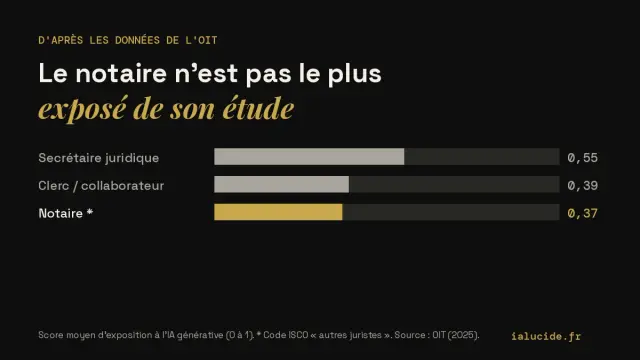 D'APRÈS LES DONNÉES DE L'OIT
Le notaire n'est pas le plus
exposé de son étude
Secrétaire juridique 0,55
Clerc / collaborateur 0,39
Notaire * 0,37
Score moyen d'exposition à l'IA générative (0 à 1). * Code ISCO « autres juristes ». Source : OIT (2025).
ialucide.fr